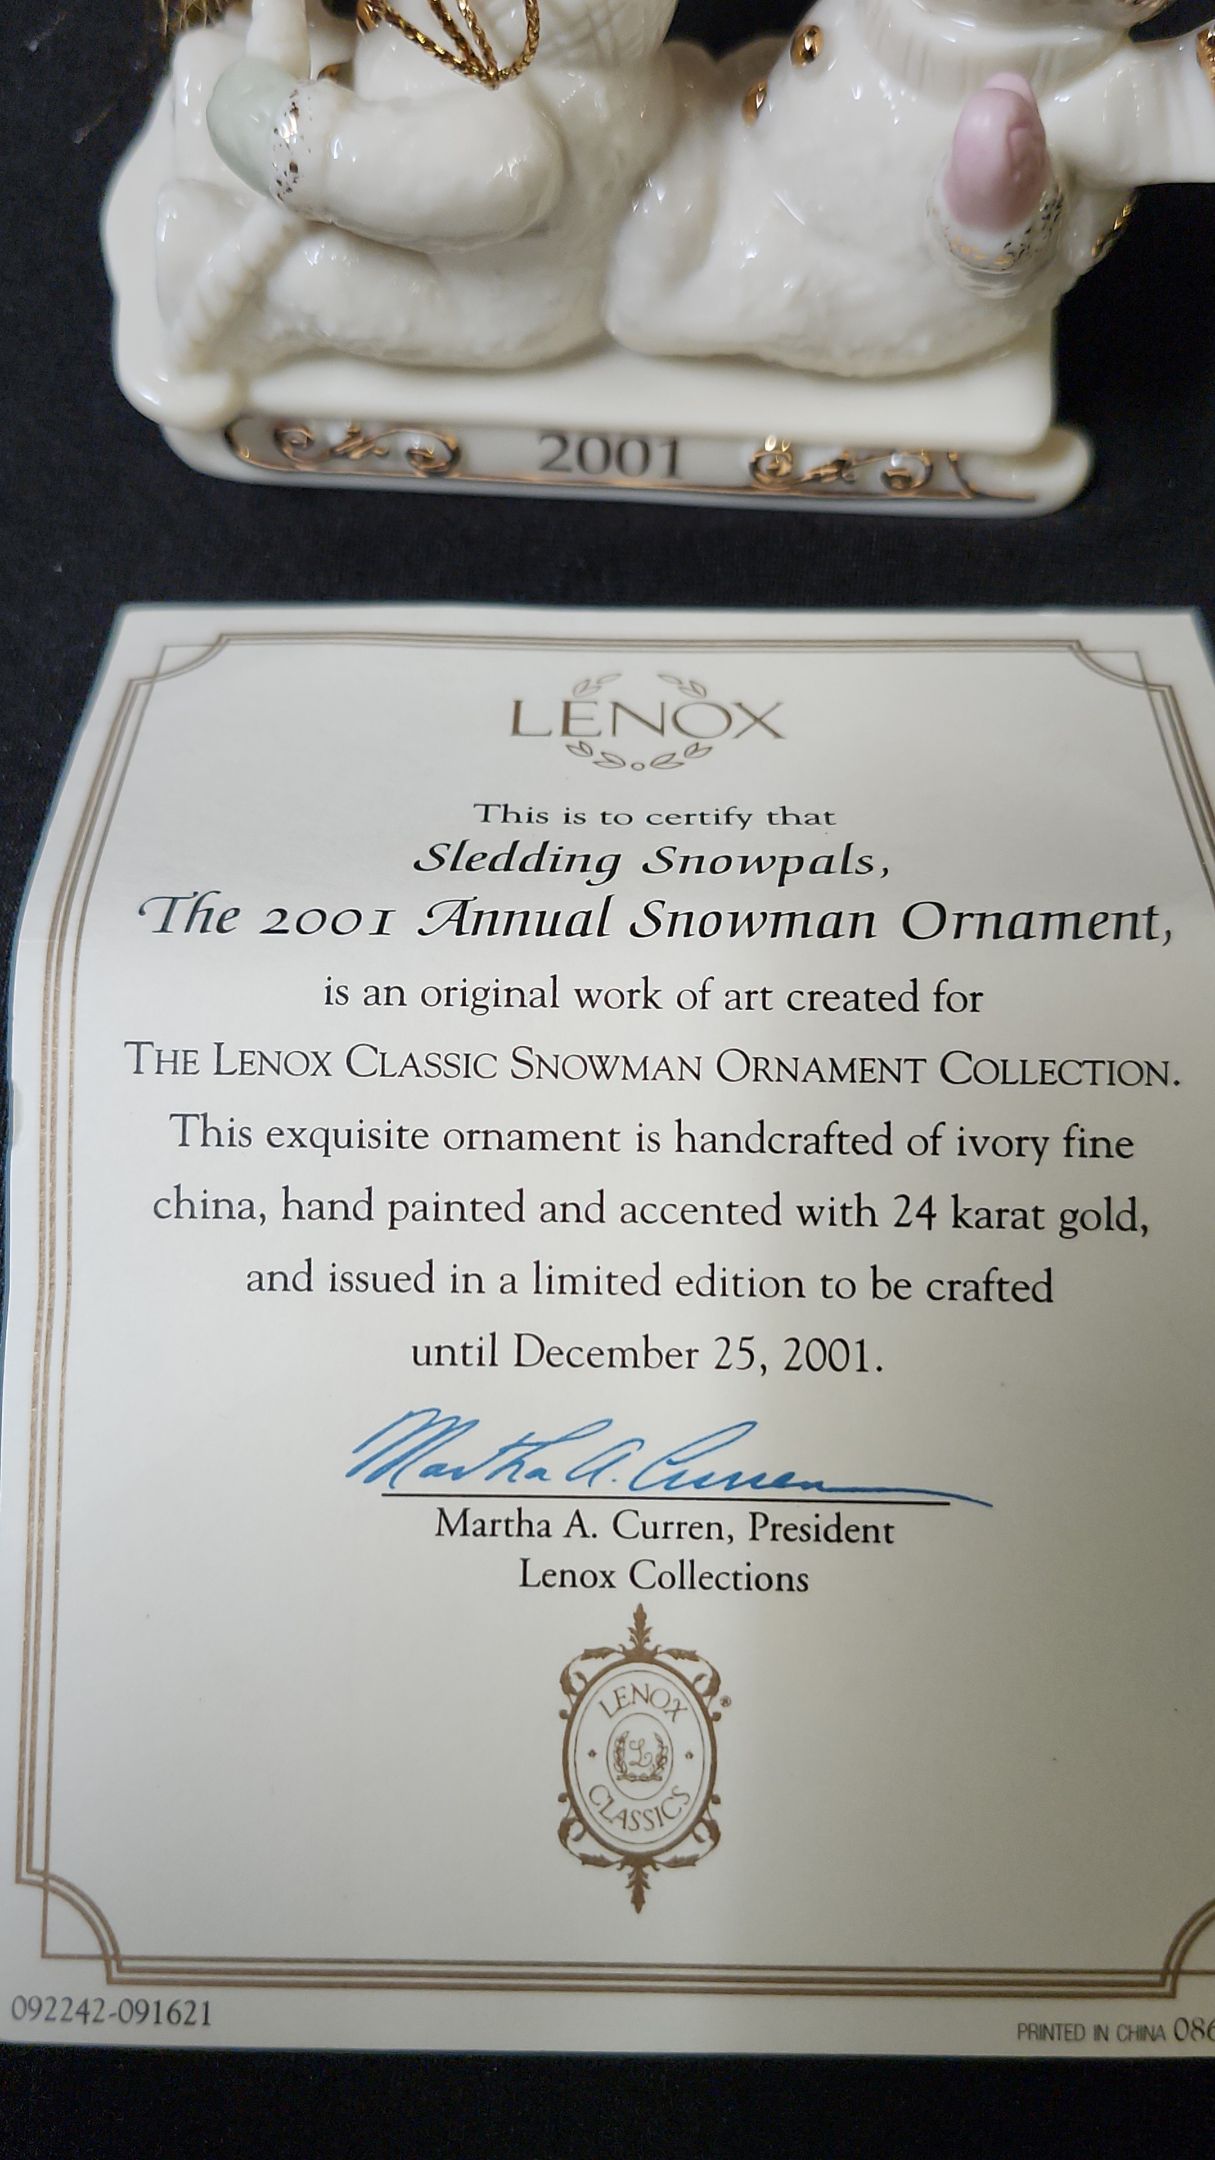 2001
LENOX
This is to certify that
Sledding Snowpals,
The 2001 Annual Snowman Ornament,
is an original work of art created for
THE LENOX CLASSIC SNOWMAN ORNAMENT COLLECTION.
This exquisite ornament is handcrafted of ivory fine
china, hand painted and accented with 24 karat gold,
and issued in a limited edition to be crafted
until December 25, 2001.
Martha A. Curren
Martha A. Curren, President
Lenox Collections
LENOX
L
CLASSICS
®
092242-091621
PRINTED IN CHINA 086